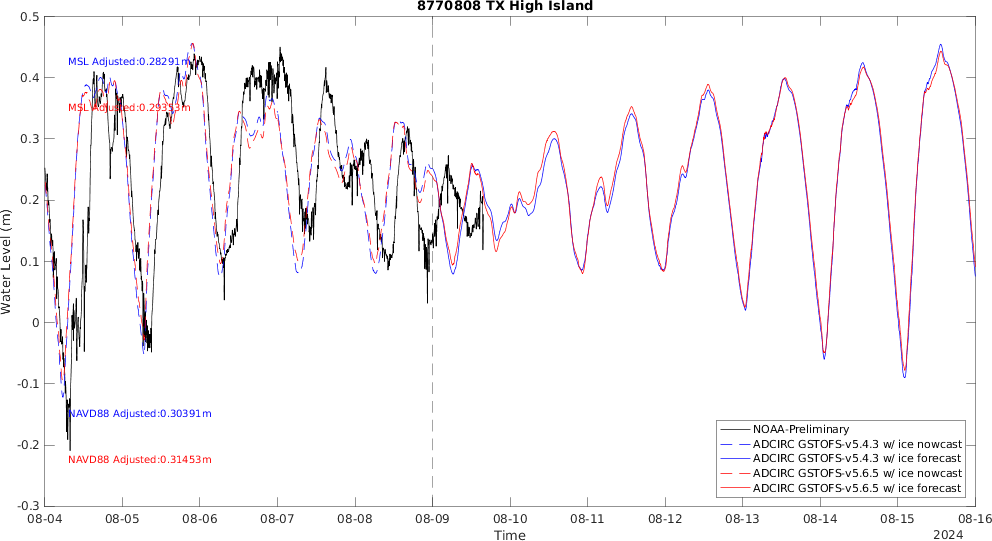 8770808 TX High Island
0.5
0.4
0.3
0.2
0.1
0
-0.1
-0.2
-0.3
Water Level (m)
MSL Adjusted:0.28291m
MSL Adjusted:0.29353m
NAVD88 Adjusted:0.30391m
NAVD88 Adjusted:0.31453m
NOAA-Preliminary
ADCIRC GSTOFS-v5.4.3 w/ ice nowcast
ADCIRC GSTOFS-v5.4.3 w/ ice forecast
ADCIRC GSTOFS-v5.6.5 w/ ice nowcast
ADCIRC GSTOFS-v5.6.5 w/ ice forecast
08-04 08-05 08-06 08-07 08-08 08-09 08-10 08-11 08-12 08-13 08-14 08-15 08-16
Time
2024